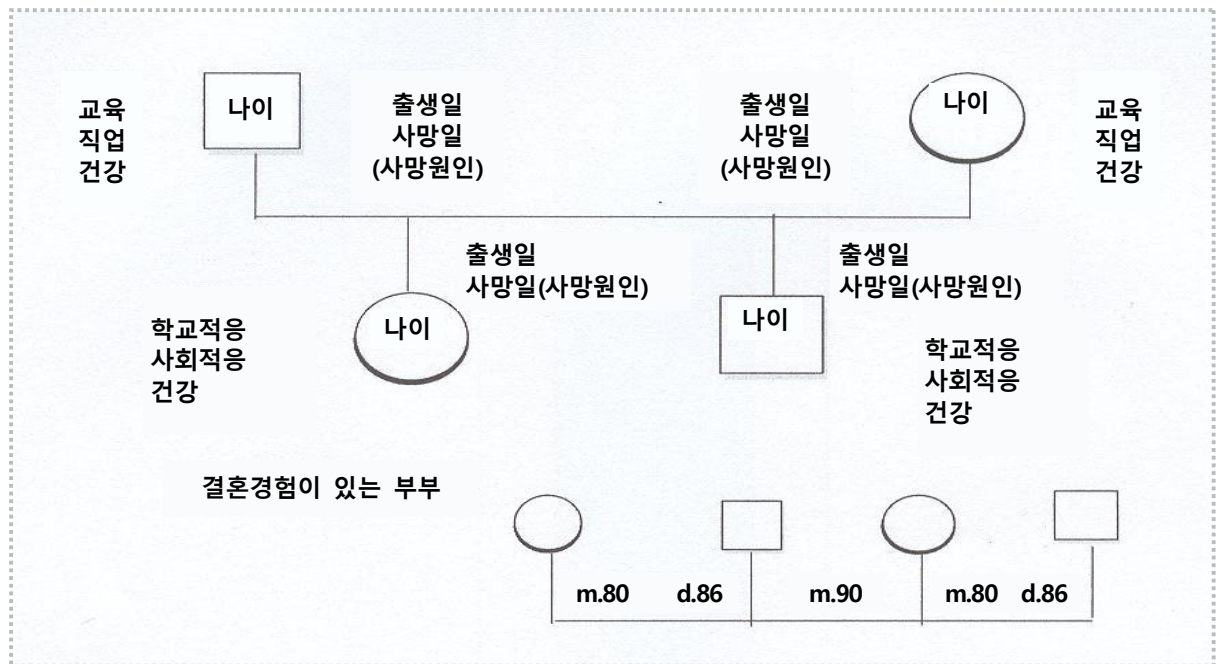 교육
직업
건강
나이
출생일
사망일
(사망원인)
출생일
사망일
(사망원인)
나이
교육
직업
건강
출생일
사망일(사망원인)
출생일
사망일(사망원인)
학교적응
사회적응
건강
나이
나이
학교적응
사회적응
건강
결혼경험이 있는 부부
m.80 d.86 m.90 m.80 d.86